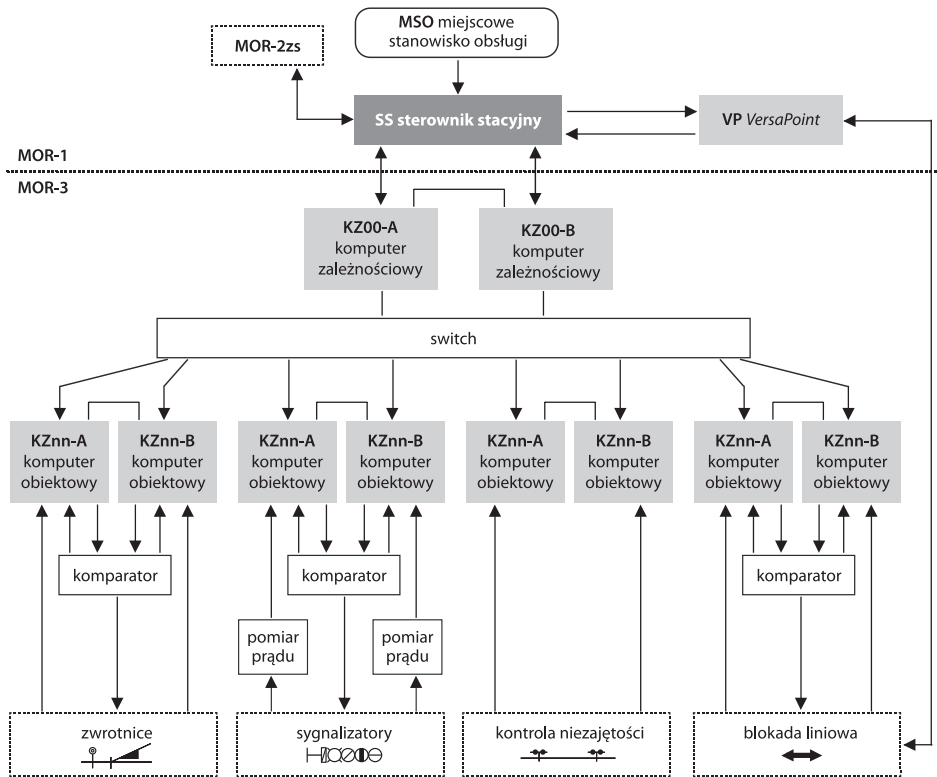 MSO miejscowe
stanowisko obsługi
MOR-2zs
SS sterownik stacyjny
VP VersaPoint
MOR-1
MOR-3
KZ00-A
komputer
zależnościowy
KZ00-B
komputer
zależnościowy
switch
KZnn-A
komputer
obiektowy
KZnn-B
komputer
obiektowy
KZnn-A
komputer
obiektowy
KZnn-B
komputer
obiektowy
KZnn-A
komputer
obiektowy
KZnn-B
komputer
obiektowy
KZnn-A
komputer
obiektowy
KZnn-B
komputer
obiektowy
komparator
komparator
komparator
pomiar
prądu
pomiar
prądu
zwrotnice
sygnalizatory
kontrola niezajętości
blokada liniowa